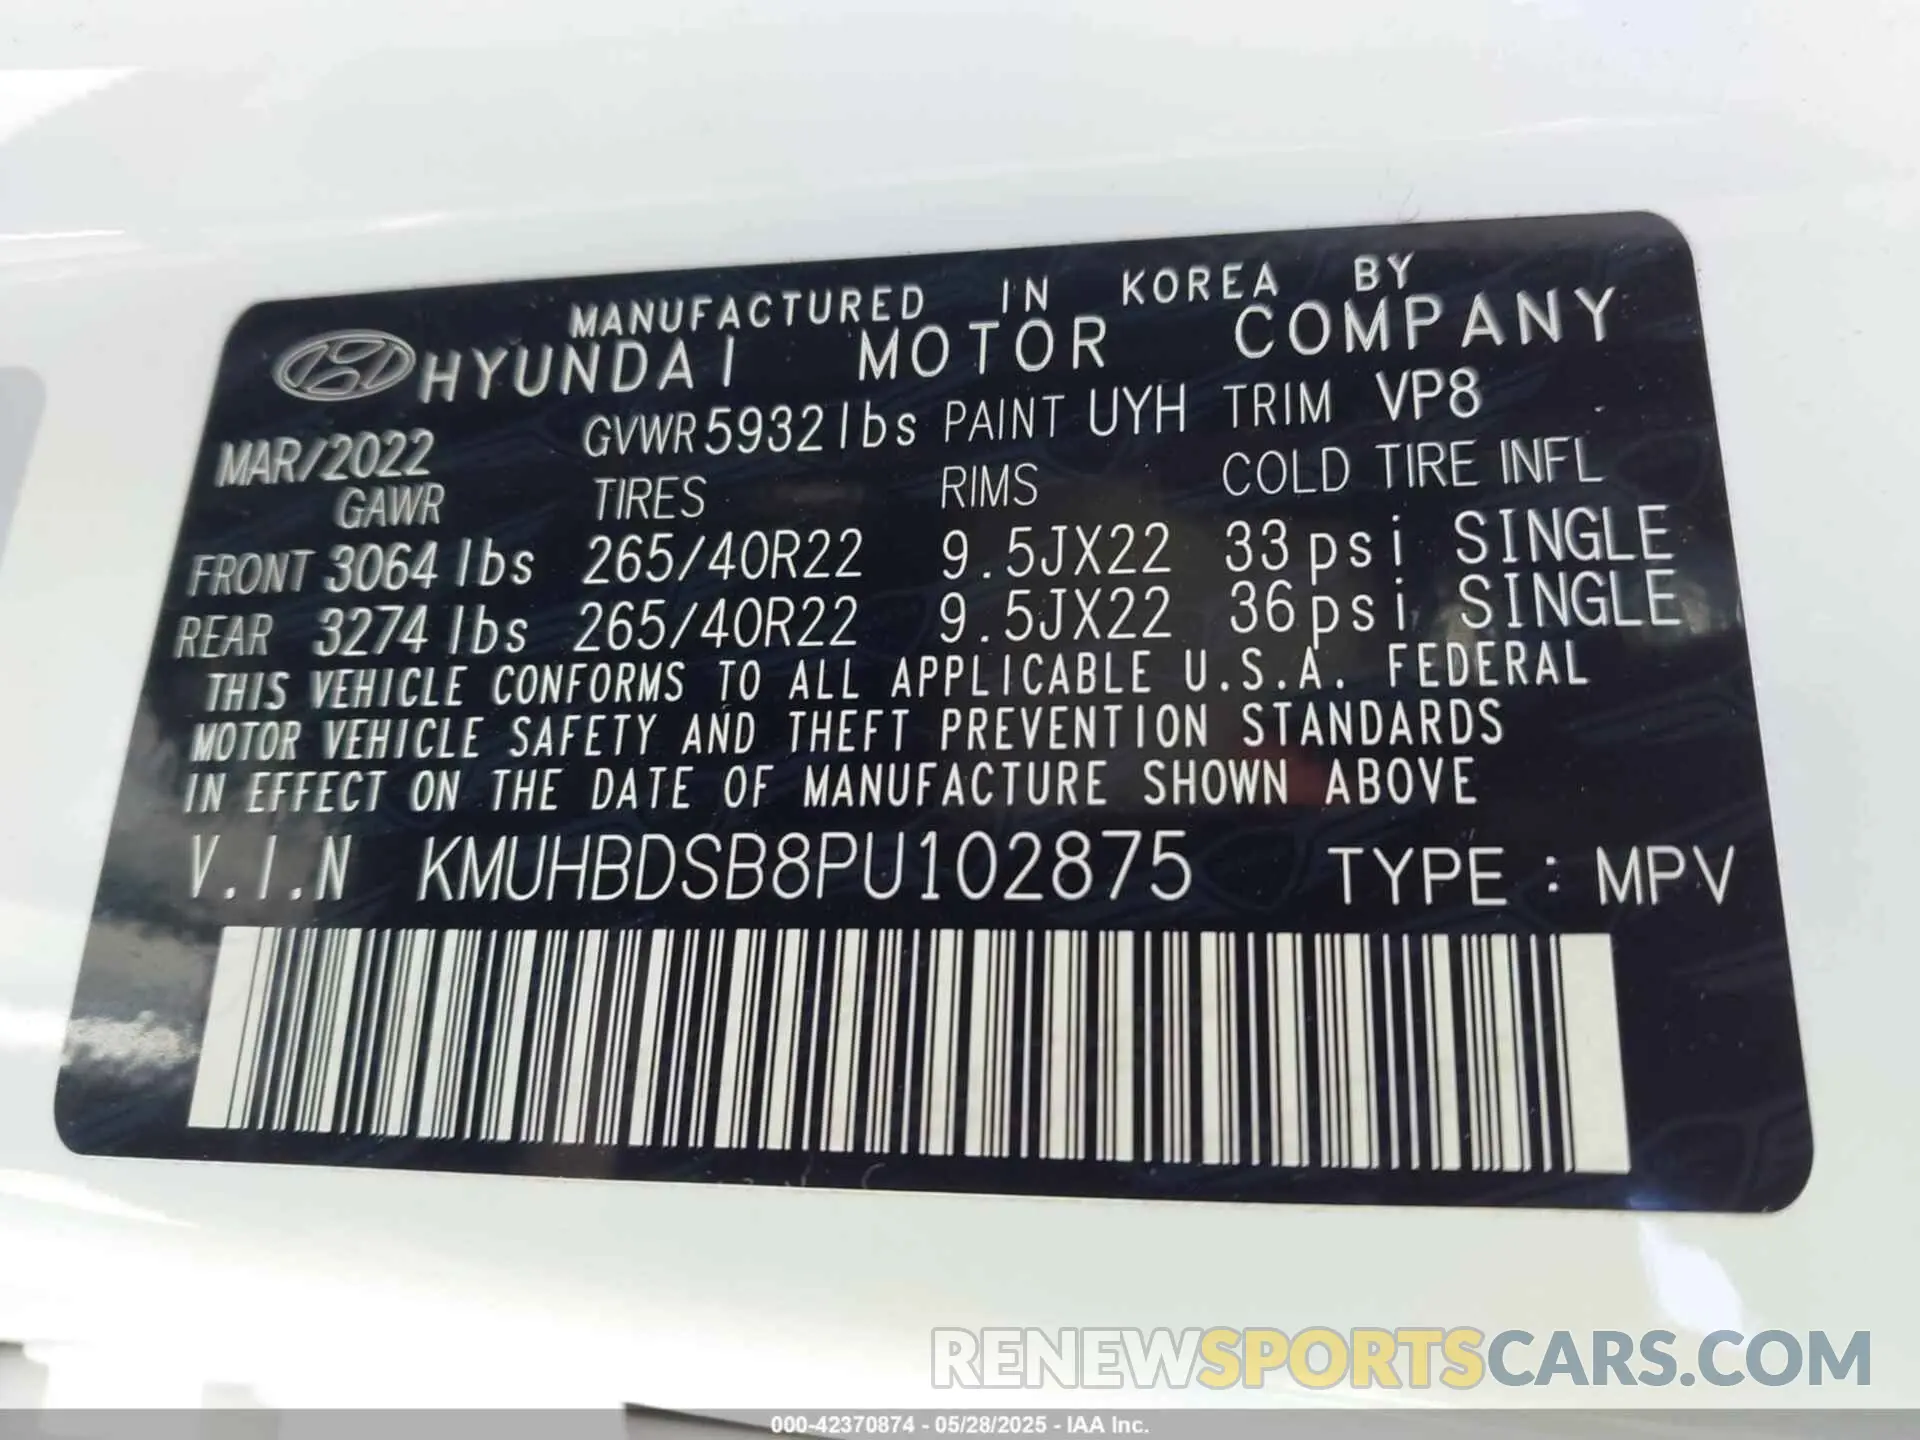 MANUFACTURED IN KOREA BY
HYUNDAI MOTOR COMPANY
MAR/2022 GVWR 5932 lbs PAINT UYH TRIM VP8
GAWR TIRES RIMS COLD TIRE INFL
FRONT 3064 lbs 265/40R22 9.5JX22 33 psi SINGLE
REAR 3274 lbs 265/40R22 9.5JX22 36 psi SINGLE
THIS VEHICLE CONFORMS TO ALL APPLICABLE U.S.A. FEDERAL
MOTOR VEHICLE SAFETY AND THEFT PREVENTION STANDARDS
IN EFFECT ON THE DATE OF MANUFACTURE SHOWN ABOVE
V.I.N KMUHBDSB8PU102875 TYPE : MPV
RENEWSPORTSCARS.COM
000-42370874 - 05/28/2025 - IAA Inc.